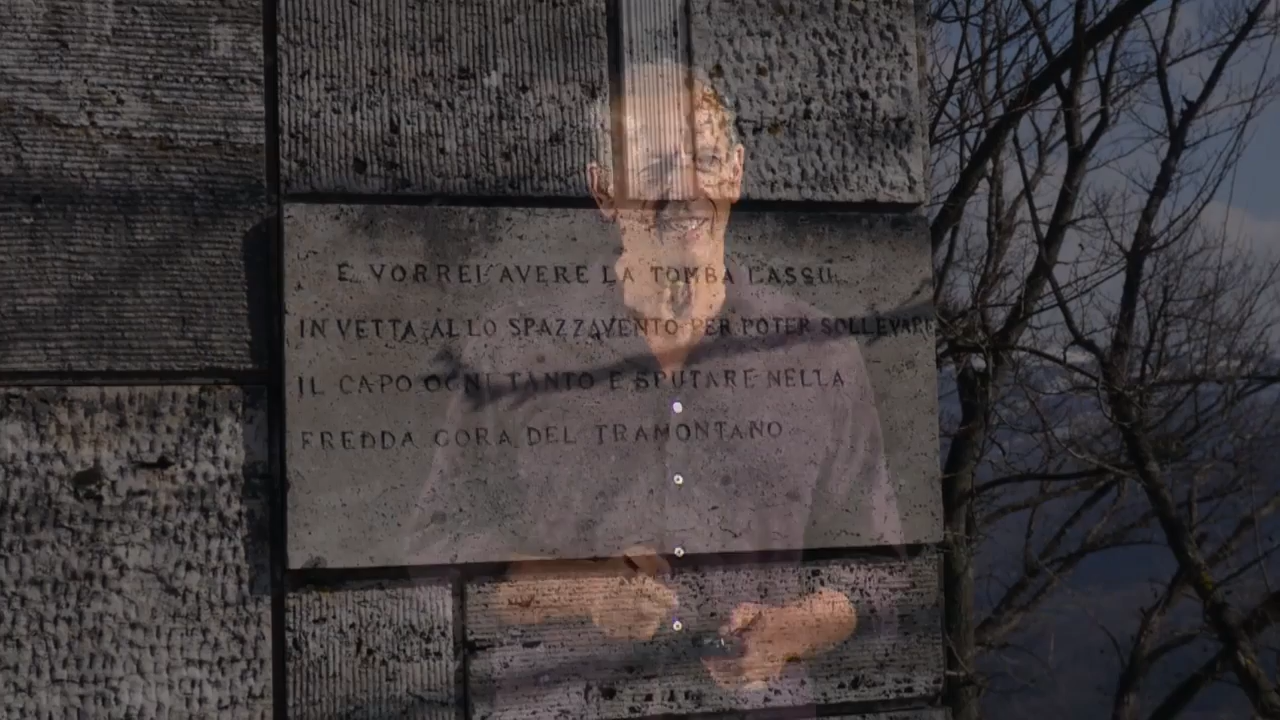 E VORREI AVERE LA TOMBA LASSÙ
IN VETTA ALLO SPAZZAVENTO PER POTER SOLLEVARE
IL CAPO OGNI TANTO E SPUTARE NELLA
FREDDA GORA DEL TRAMONTANO